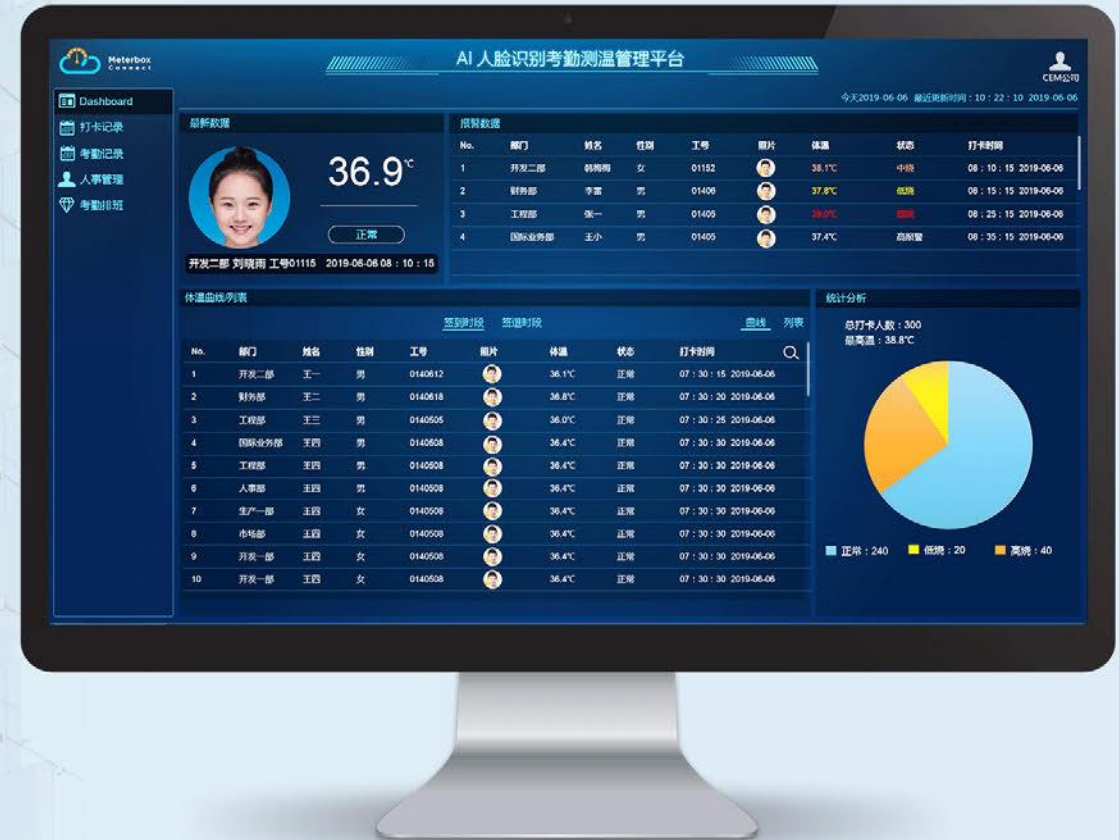 Meterbox
Connect
AI 人脸识别考勤测温管理平台
CEM公司
今天2019-06-06 最近更新时间：10：22：10 2019-06-06
Dashboard
打卡记录
考勤记录
人事管理
考勤排班
最新数据
36.9℃
正常
开发二部 刘晓雨 工号01115 2019-06-06 08：10：15
报警数据
No. 部门 姓名 性别 工号 照片 体温 状态 打卡时间
1 开发二部 韩梅梅 女 01152 38.1℃ 中烧 08：10：15 2019-06-06
2 财务部 李雷 男 01406 37.8℃ 低烧 08：15：15 2019-06-06
3 工程部 张一 男 01405 39.0℃ 08：25：15 2019-06-06
4 国际业务部 王小 男 01405 37.4℃ 高报警 08：35：15 2019-06-06
体温曲线/列表
签到时段 签退时段 曲线 列表
No. 部门 姓名 性别 工号 照片 体温 状态 打卡时间
1 开发二部 王一 男 0140612 36.1℃ 正常 07：30：15 2019-06-06
2 财务部 王二 男 0140618 36.8℃ 正常 07：30：20 2019-06-06
3 工程部 王三 男 0140505 36.0℃ 正常 07：30：25 2019-06-06
4 国际业务部 王四 男 0140508 36.4℃ 正常 07：30：30 2019-06-06
5 工程部 王四 男 0140508 36.4℃ 正常 07：30：30 2019-06-06
6 人事部 王四 男 0140508 36.4℃ 正常 07：30：30 2019-06-06
7 生产一部 王四 女 0140508 36.4℃ 正常 07：30：30 2019-06-06
8 市场部 王四 女 0140508 36.4℃ 正常 07：30：30 2019-06-06
9 开发一部 王四 女 0140508 36.4℃ 正常 07：30：30 2019-06-06
10 开发一部 王四 女 0140508 36.4℃ 正常 07：30：30 2019-06-06
统计分析
总打卡人数：300
最高温：38.8℃
正常：240 低烧：20 高烧：40